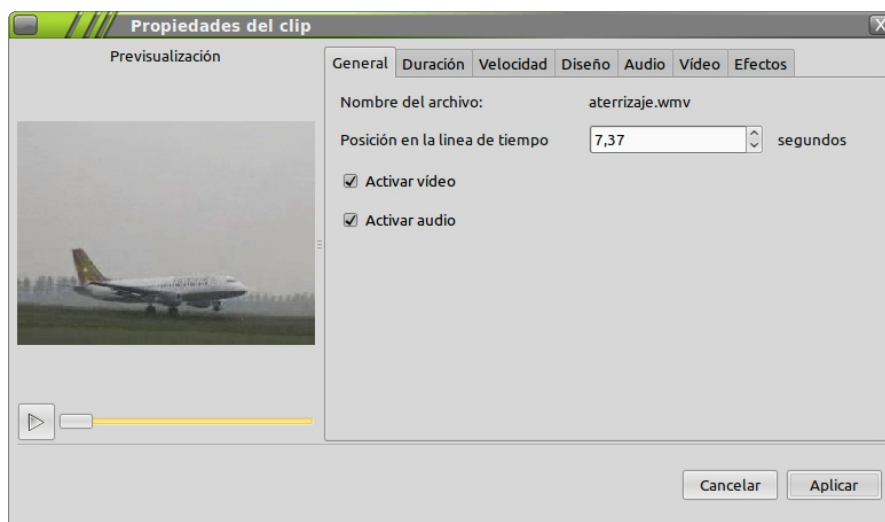 Propiedades del clip
X
Previsualización
General Duración Velocidad Diseño Audio Vídeo Efectos
Nombre del archivo: aterrizaje.wmv
Posición en la linea de tiempo 7,37 segundos
Activar vídeo
Activar audio
Cancelar Aplicar